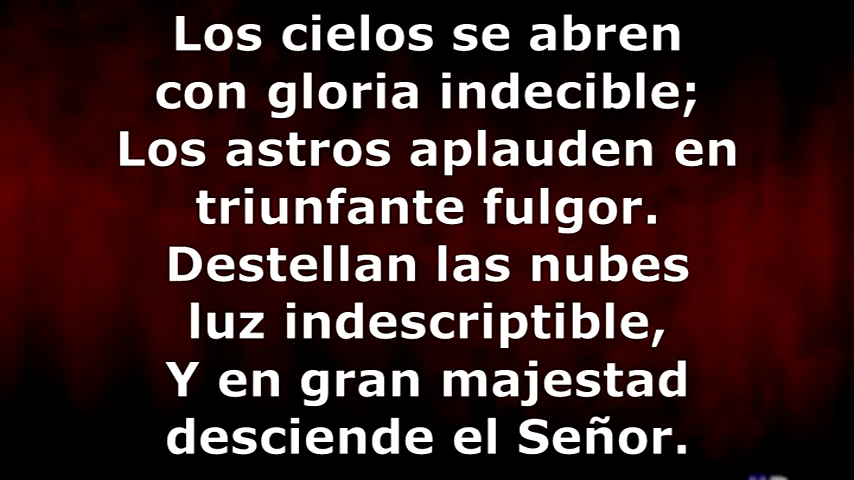 Los cielos se abren
con gloria indecible;
Los astros aplauden en
triunfante fulgor.
Destellan las nubes
luz indescriptible,
Y en gran majestad
desciende el Señor.